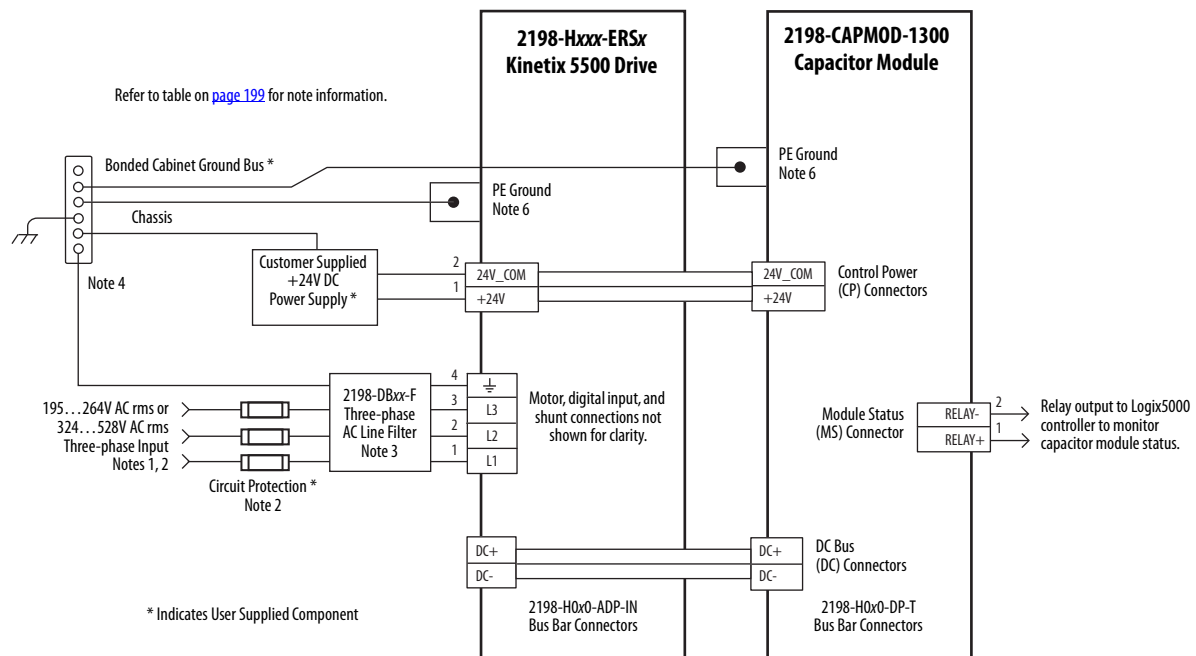 2198-Hxxx-ERSx
Kinetix 5500 Drive
2198-CAPMOD-1300
Capacitor Module
Refer to table on page 199 for note information.
Bonded Cabinet Ground Bus *
PE Ground
Note 6
PE Ground
Note 6
Chassis
Note 4
Customer Supplied
+24V DC
Power Supply *
2
1
24V_COM
+24V
24V_COM
+24V
Control Power
(CP) Connectors
195…264V AC rms or
324…528V AC rms
Three-phase Input
Notes 1, 2
Circuit Protection *
Note 2
2198-DBxx-F
Three-phase
AC Line Filter
Note 3
4
3
2
1
L3
L2
L1
Motor, digital input, and
shunt connections not
shown for clarity.
Module Status
(MS) Connector
RELAY-
RELAY+
2
1
Relay output to Logix5000
controller to monitor
capacitor module status.
DC+
DC-
DC+
DC-
DC Bus
(DC) Connectors
* Indicates User Supplied Component
2198-H0x0-ADP-IN
Bus Bar Connectors
2198-H0x0-DP-T
Bus Bar Connectors